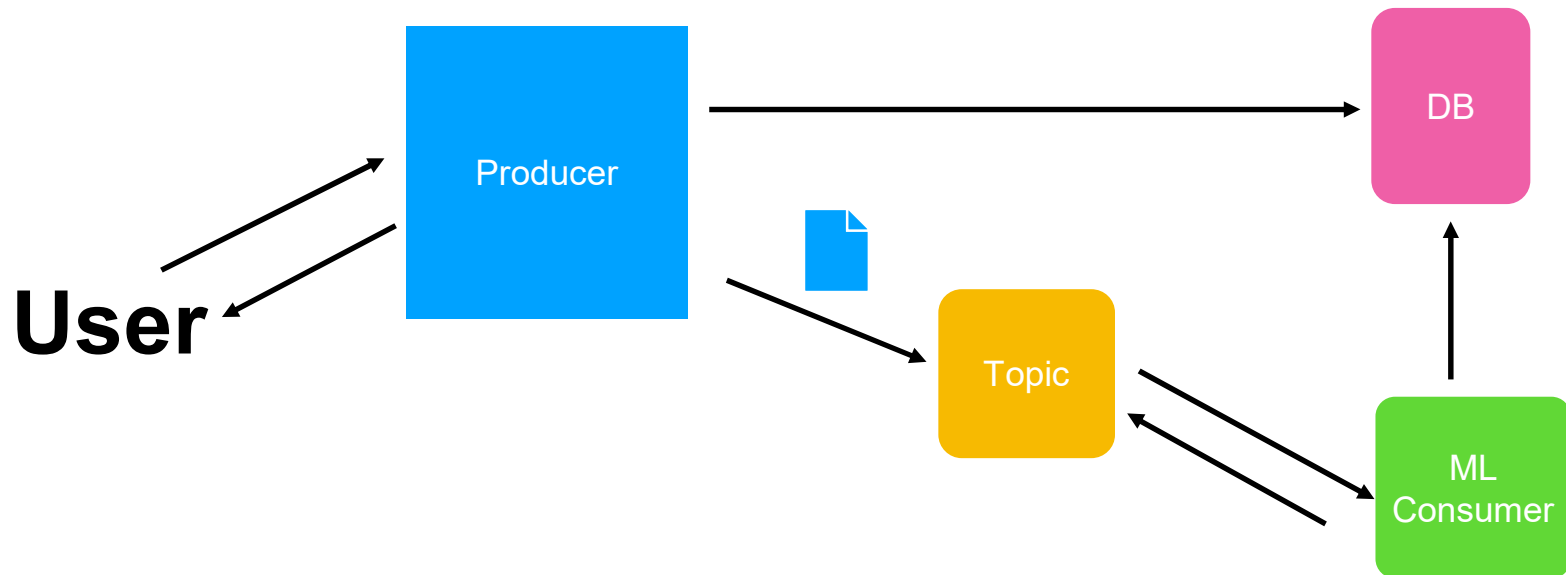 DB
Producer
User
Topic
ML
Consumer